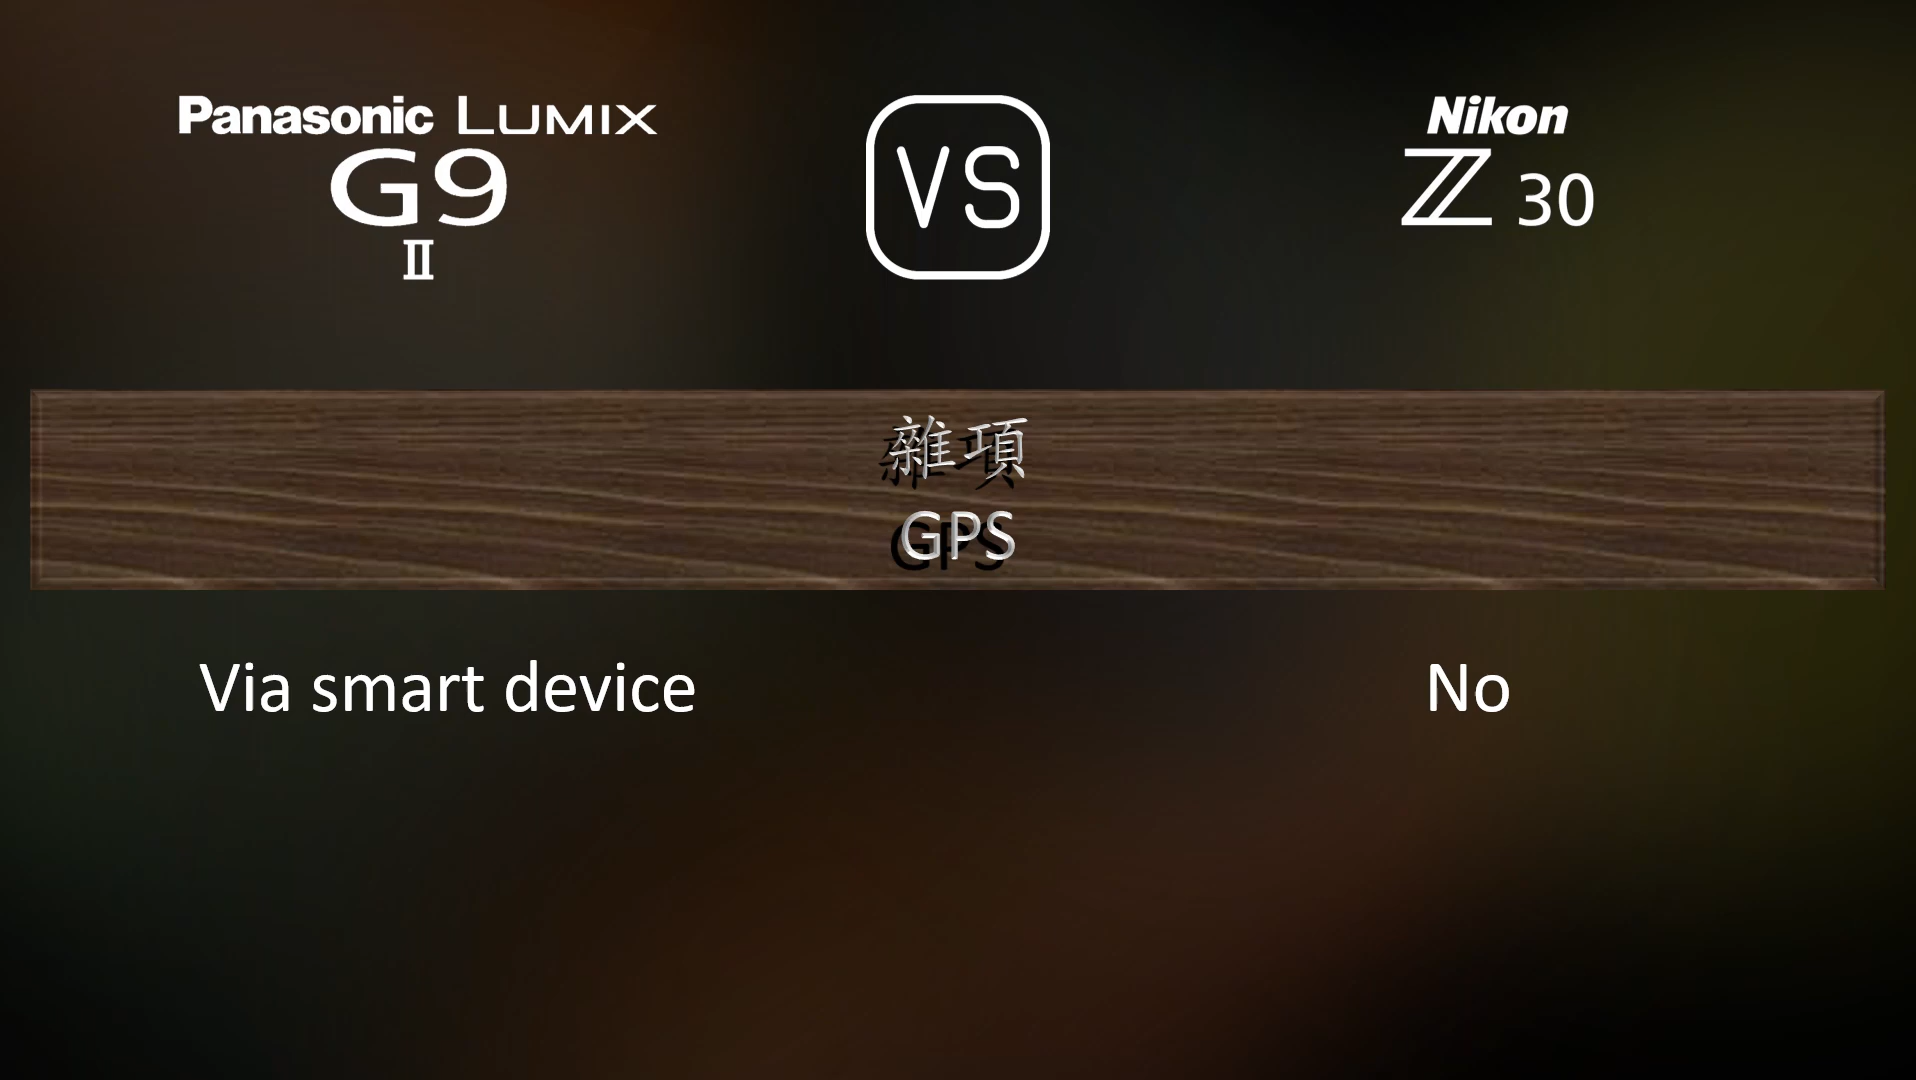 Panasonic LUMIX
G9
II
VS
Nikon
Z 30
雜項
GPS
Via smart device
No